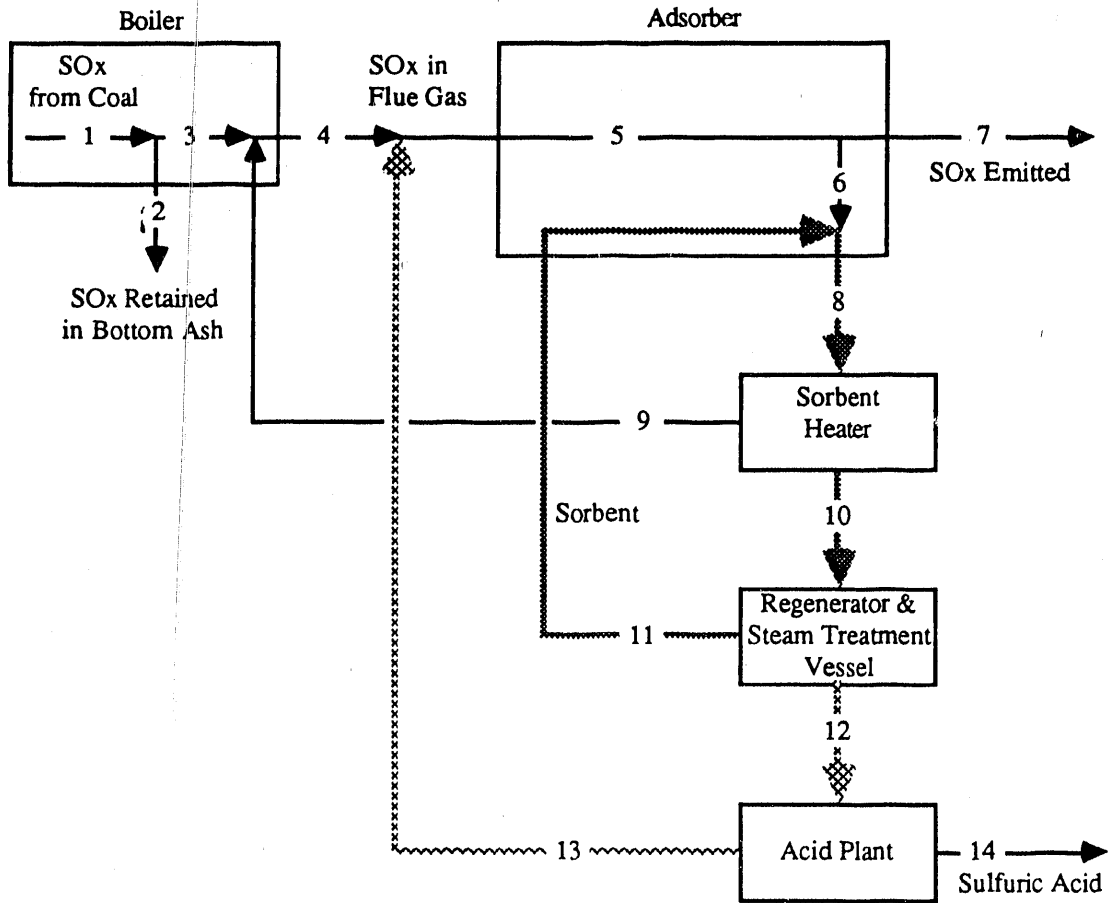 Boiler
Adsorber
SOx
from Coal
SOx in
Flue Gas
1
3
4
5
7
SOx Emitted
2
6
SOx Retained
in Bottom Ash
8
Sorbent
Heater
9
Sorbent
10
Regenerator &
Steam Treatment
Vessel
11
12
13
Acid Plant
14
Sulfuric Acid